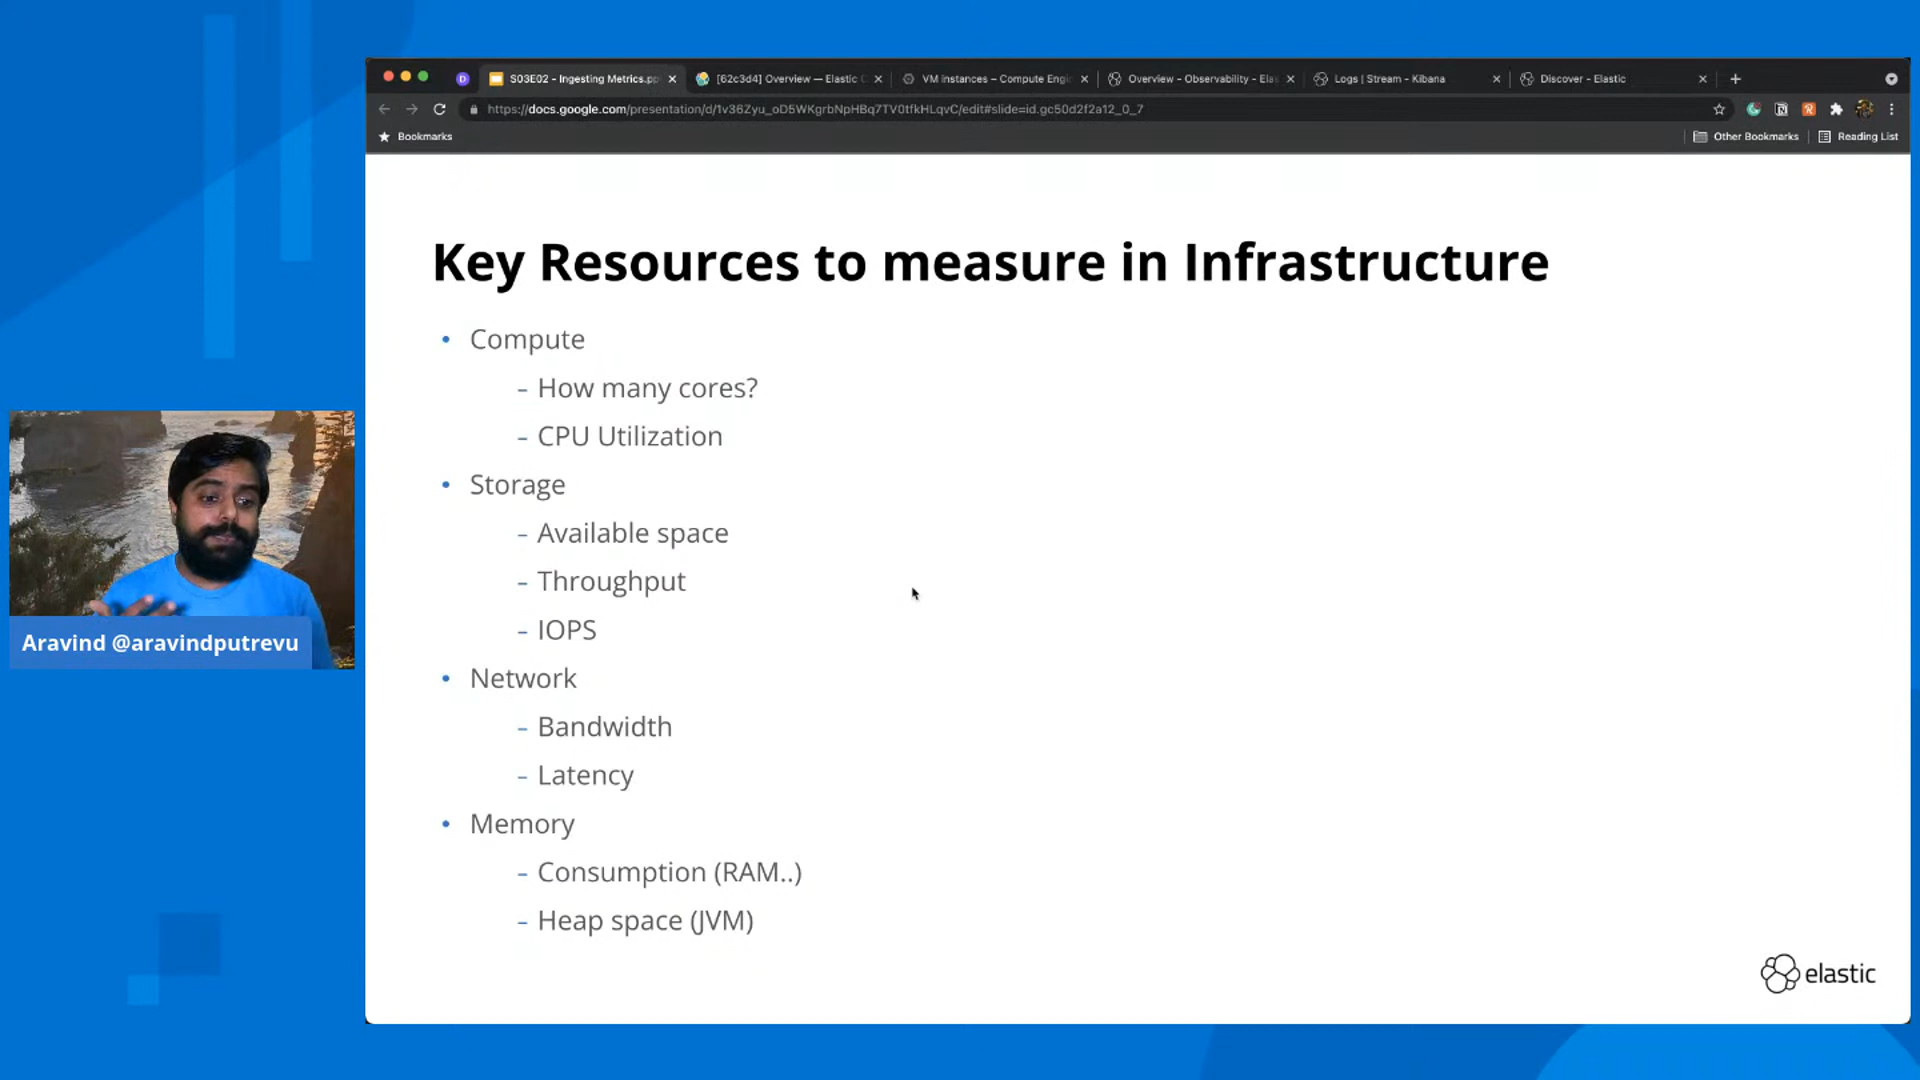 S03E02 - Ingesting Metrics.pp
[62c3d4] Overview — Elastic C
VM instances – Compute Engin
Overview - Observability - Elas
Logs | Stream - Kibana
Discover - Elastic
https://docs.google.com/presentation/d/1v36Zyu_oD5WKgrbNpHBq7TV0tfkHLqvC/edit#slide=id.gc50d2f2a12_0_7
Bookmarks
Other Bookmarks
Reading List
Key Resources to measure in Infrastructure
• Compute
- How many cores?
- CPU Utilization
• Storage
- Available space
- Throughput
- IOPS
• Network
- Bandwidth
- Latency
• Memory
- Consumption (RAM..)
- Heap space (JVM)
elastic
Aravind @aravindputrevu